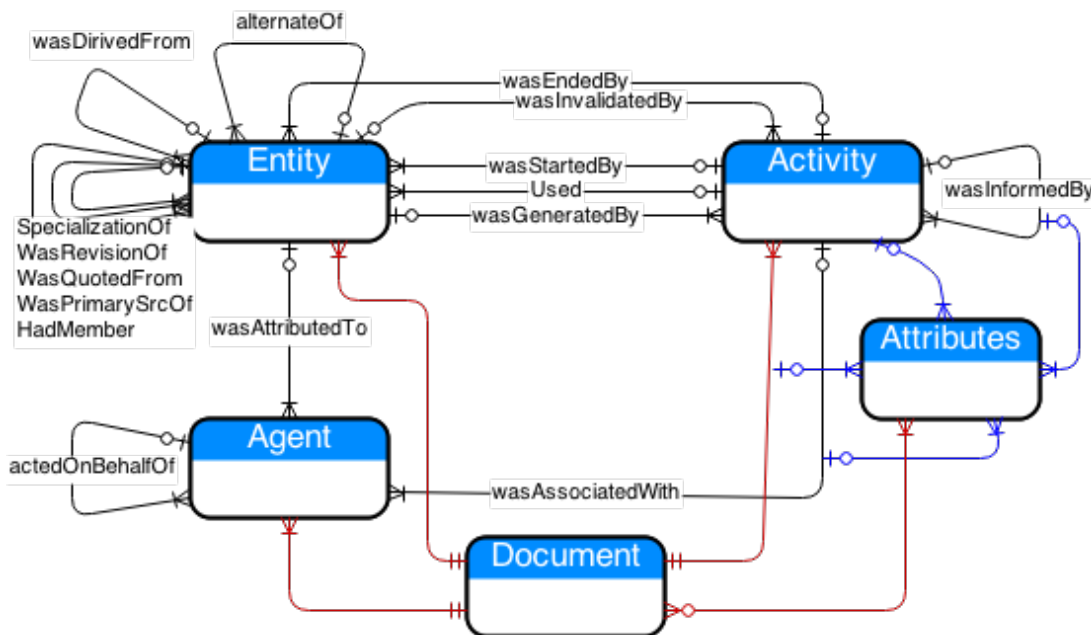 alternateOf
wasDirivedFrom
wasEndedBy
wasInvalidatedBy
Entity
Activity
wasStartedBy
Used
wasGeneratedBy
wasInformedBy
SpecializationOf
WasRevisionOf
WasQuotedFrom
WasPrimarySrcOf
HadMember
wasAttributedTo
Attributes
Agent
actedOnBehalfOf
wasAssociatedWith
Document